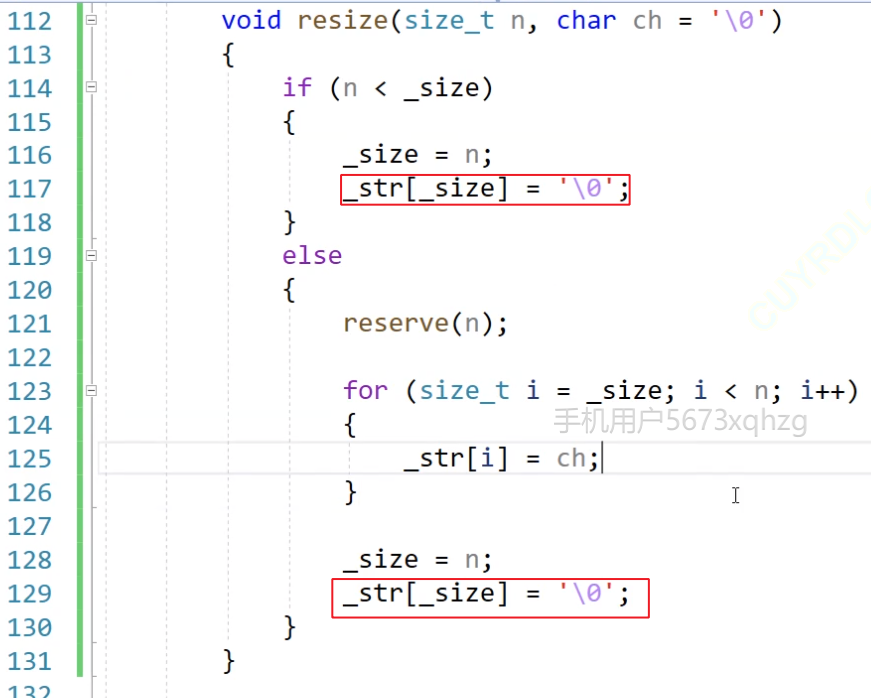 112 void resize(size_t n, char ch = '\0')
113 {
114 if (n < _size)
115 {
116 _size = n;
117 _str[_size] = '\0';
118 }
119 else
120 {
121 reserve(n);
122
123 for (size_t i = _size; i < n; i++)
124 {
手机用户5673xqhzg
125 _str[i] = ch;
126 }
127
128 _size = n;
129 _str[_size] = '\0';
130 }
131 }
132